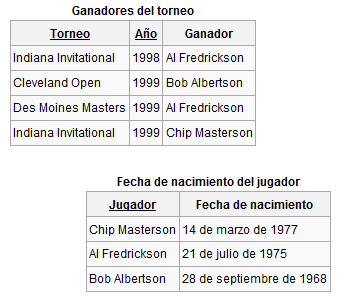 Ganadores del torneo
Torneo Año Ganador
Indiana Invitational 1998 Al Fredrickson
Cleveland Open 1999 Bob Albertson
Des Moines Masters 1999 Al Fredrickson
Indiana Invitational 1999 Chip Masterson
Fecha de nacimiento del jugador
Jugador Fecha de nacimiento
Chip Masterson 14 de marzo de 1977
Al Fredrickson 21 de julio de 1975
Bob Albertson 28 de septiembre de 1968